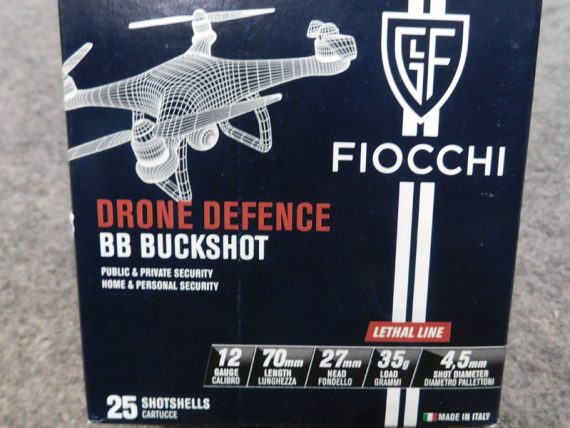 GLF
FIOCCHI
DRONE DEFENCE
BB BUCKSHOT
PUBLIC & PRIVATE SECURITY
HOME & PERSONAL SECURITY
LETHAL LINE
12 70mm 27mm 35g 4,5mm
GAUGE LENGTH HEAD LOAD SHOT DIAMETER
CALIBRO LUNGHEZZA FONDELLO GRAMMI DIAMETRO PALLETTONI
25 SHOTSHELLS
CARTUCCE
MADE IN ITALY